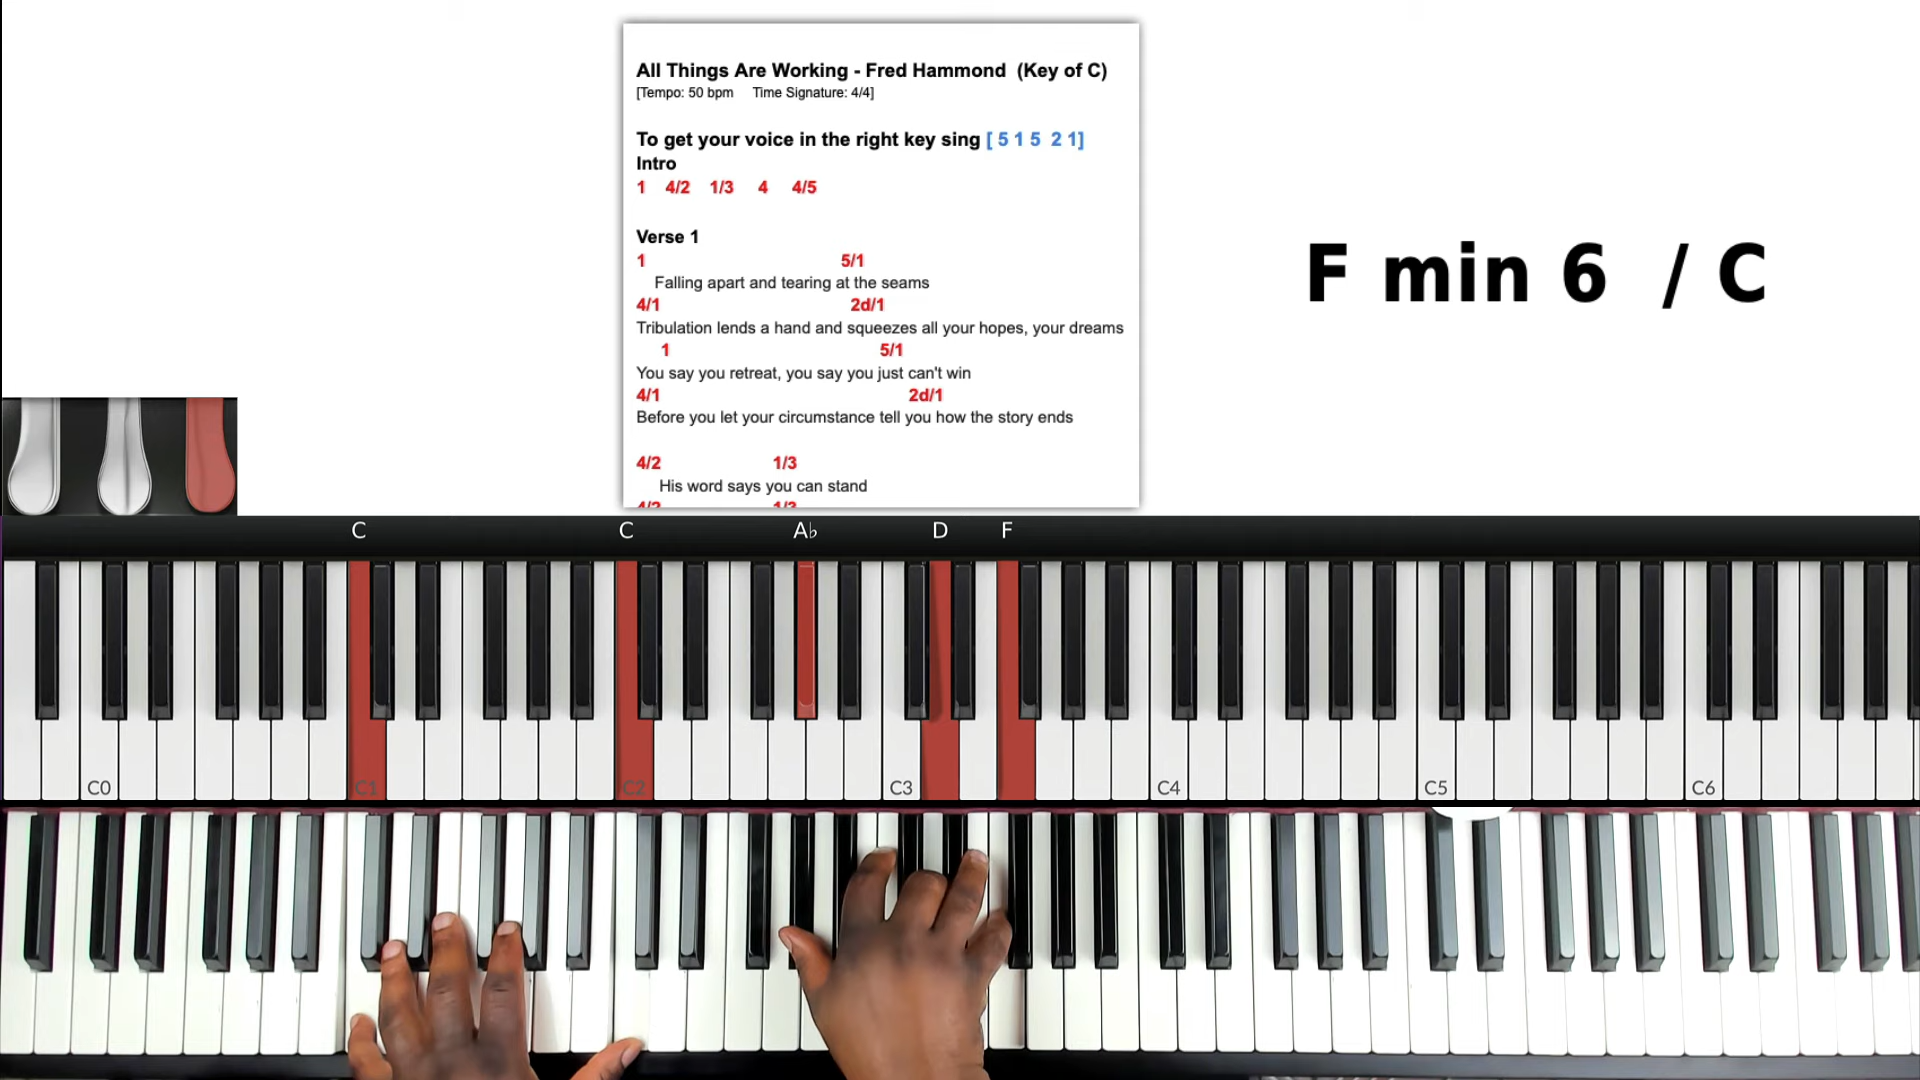 All Things Are Working - Fred Hammond (Key of C)
[Tempo: 50 bpm Time Signature: 4/4]
To get your voice in the right key sing [ 5 1 5 2 1]
Intro
1 4/2 1/3 4 4/5
Verse 1
1 5/1
Falling apart and tearing at the seams
4/1 2d/1
Tribulation lends a hand and squeezes all your hopes, your dreams
1 5/1
You say you retreat, you say you just can't win
4/1 2d/1
Before you let your circumstance tell you how the story ends
4/2 1/3
His word says you can stand
4/2 1/3
F min 6 / C
C C A♭ D F
C0 C1 C2 C3 C4 C5 C6